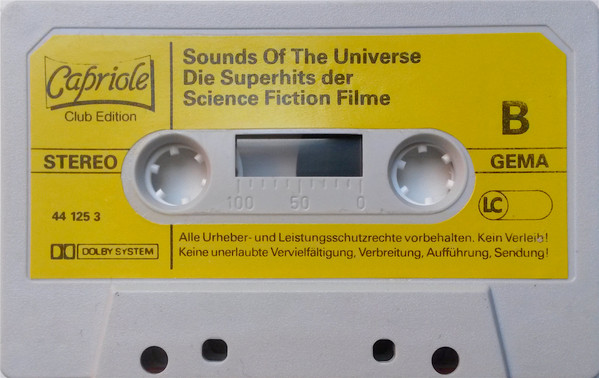 Capriole
Club Edition
Sounds Of The Universe
Die Superhits der
Science Fiction Filme
B
STEREO
GEMA
100 50 0
44 125 3
LC
DOLBY SYSTEM
Alle Urheber- und Leistungsschutzrechte vorbehalten. Kein Verleih!
Keine unerlaubte Vervielfältigung, Verbreitung, Aufführung, Sendung!